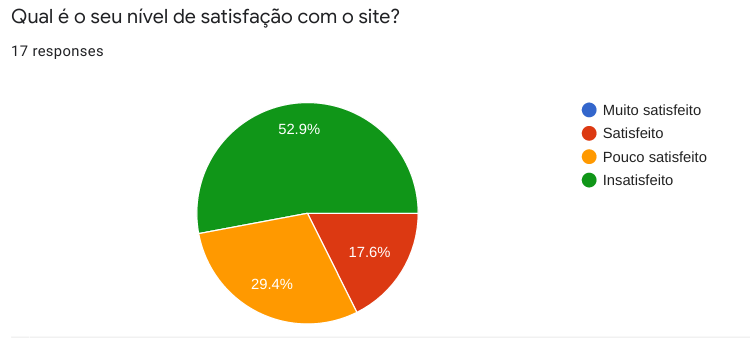 Qual é o seu nível de satisfação com o site?
17 responses
52.9%
17.6%
29.4%
Muito satisfeito
Satisfeito
Pouco satisfeito
Insatisfeito